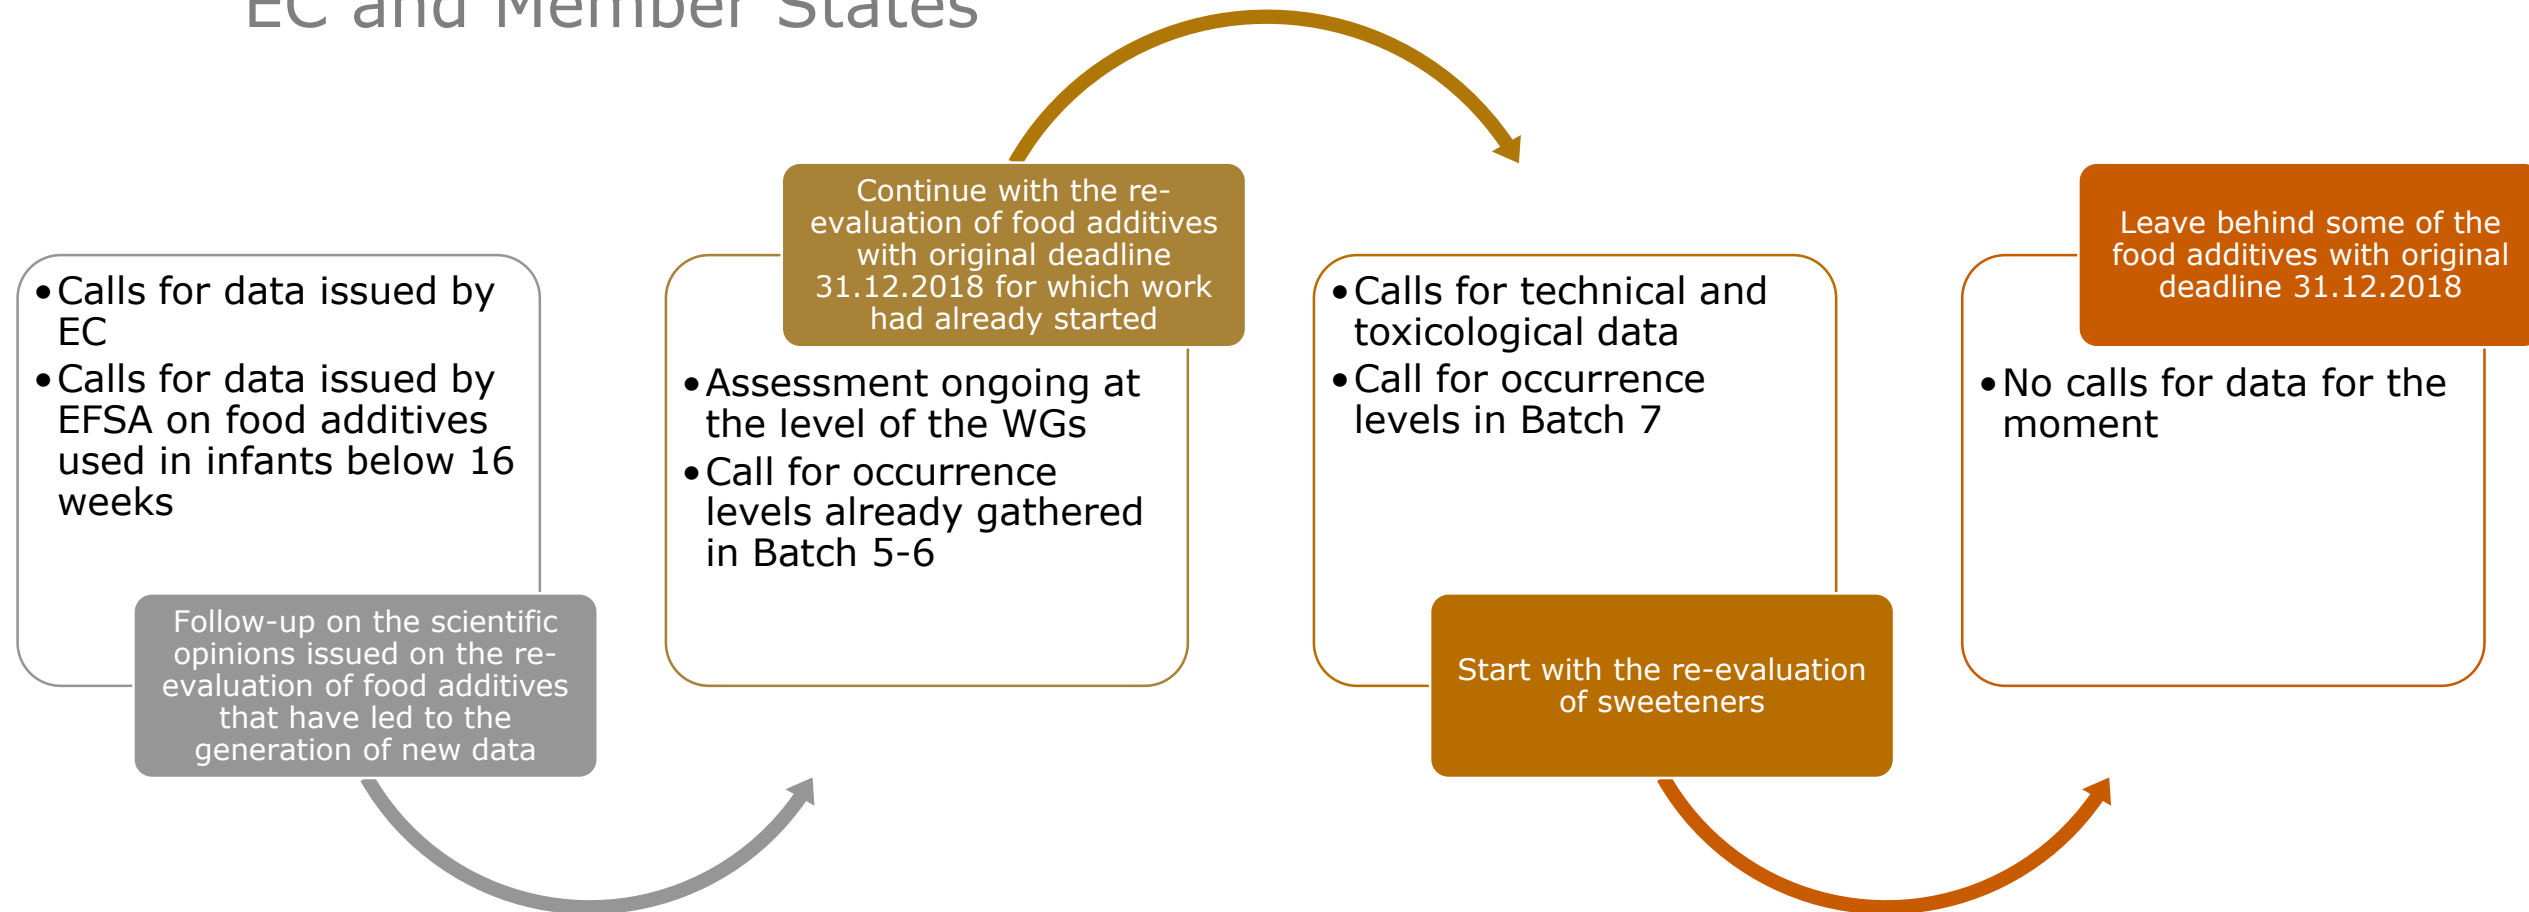 EC and Member States
•Calls for data issued by
EC
•Calls for data issued by
EFSA on food additives
used in infants below 16
weeks
Follow-up on the scientific
opinions issued on the re-
evaluation of food additives
that have led to the
generation of new data
Continue with the re-
evaluation of food additives
with original deadline
31.12.2018 for which work
had already started
•Assessment ongoing at
the level of the WGs
•Call for occurrence
levels already gathered
in Batch 5-6
•Calls for technical and
toxicological data
•Call for occurrence
levels in Batch 7
Start with the re-evaluation
of sweeteners
Leave behind some of the
food additives with original
deadline 31.12.2018
•No calls for data for the
moment